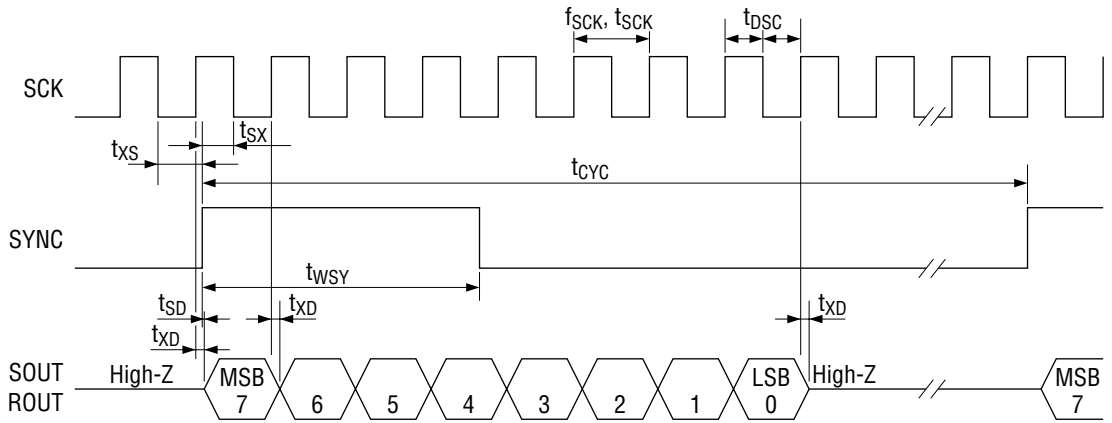 fSCK, tSCK
tDSC
SCK
tSX
tXS
tCYC
SYNC
tWSY
tSD
tXD
tXD
tXD
SOUT
ROUT
High-Z
MSB
7
6
5
4
3
2
1
LSB
0
High-Z
MSB
7